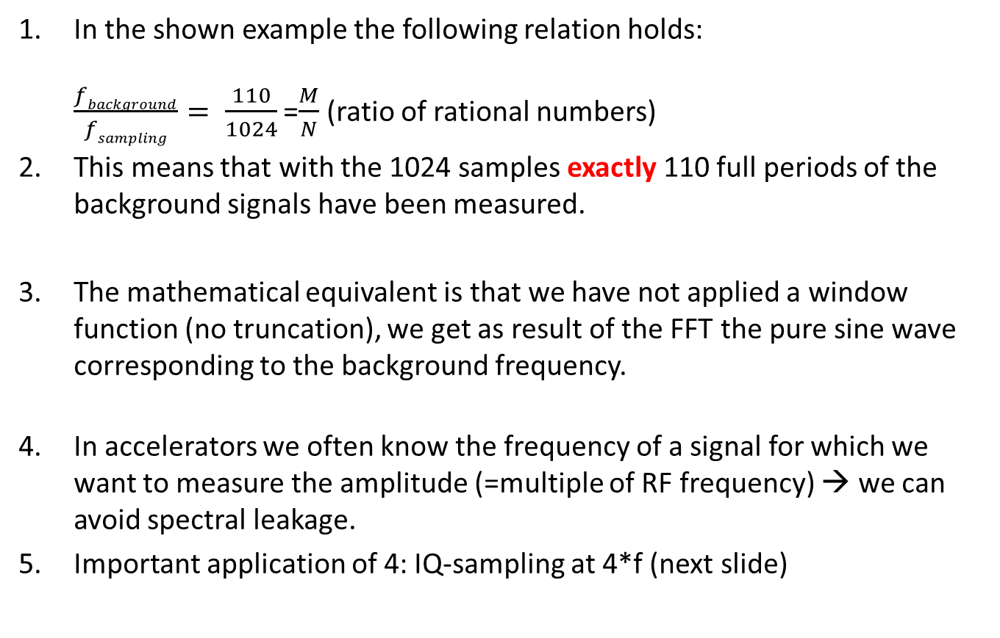 1. In the shown example the following relation holds:
f background / f sampling = 110 / 1024 = M / N (ratio of rational numbers)
2. This means that with the 1024 samples exactly 110 full periods of the
background signals have been measured.
3. The mathematical equivalent is that we have not applied a window
function (no truncation), we get as result of the FFT the pure sine wave
corresponding to the background frequency.
4. In accelerators we often know the frequency of a signal for which we
want to measure the amplitude (=multiple of RF frequency) → we can
avoid spectral leakage.
5. Important application of 4: IQ-sampling at 4*f (next slide)